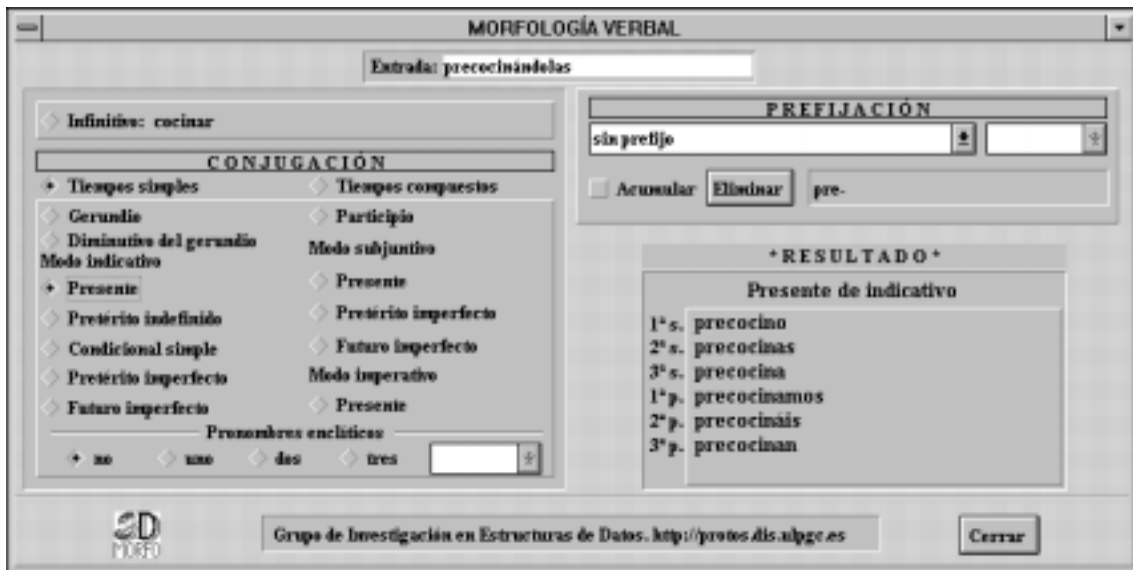 MORFOLOGÍA VERBAL
Entrada: precocinándolas
Infinitivo: cocinar
CONJUGACIÓN
Tiempos simples
Tiempos compuestos
Gerundio
Participio
Diminutivo del gerundio
Modo indicativo
Modo subjuntivo
Presente
Presente
Pretérito indefinido
Pretérito imperfecto
Condicional simple
Futuro imperfecto
Pretérito imperfecto
Modo imperativo
Futuro imperfecto
Presente
Pronombres enclíticos
no uno dos tres
PREFIJACIÓN
sin prefijo
Acumular Eliminar pre-
*RESULTADO*
Presente de indicativo
1ª s. precocino
2ª s. precocinas
3ª s. precocina
1ª p. precocinamos
2ª p. precocináis
3ª p. precocinan
MORFO
Grupo de Investigación en Estructuras de Datos. http://protos.dis.ulpgc.es
Cerrar